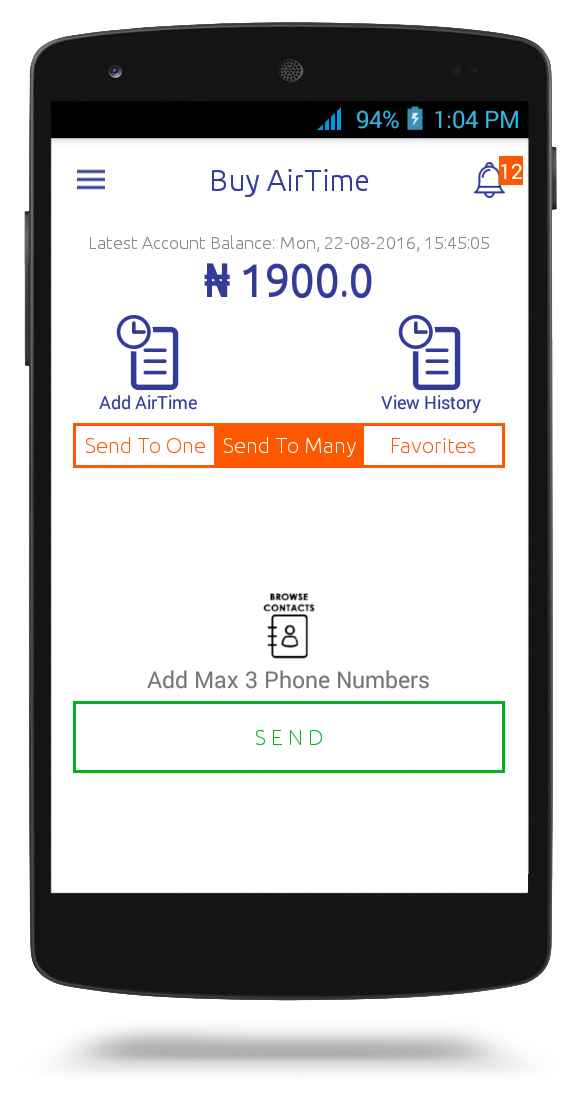 94% 1:04 PM
Buy AirTime
12
Latest Account Balance: Mon, 22-08-2016, 15:45:05
₦ 1900.0
Add AirTime View History
Send To One Send To Many Favorites
BROWSE
CONTACTS
Add Max 3 Phone Numbers
SEND